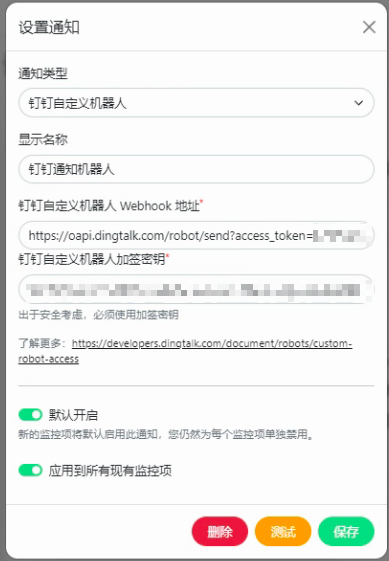 设置通知
通知类型
钉钉自定义机器人
显示名称
钉钉通知机器人
钉钉自定义机器人 Webhook 地址*
https://oapi.dingtalk.com/robot/send?access_token=
钉钉自定义机器人加签密钥*
出于安全考虑，必须使用加签密钥
了解更多：https://developers.dingtalk.com/document/robots/custom-
robot-access
默认开启
新的监控项将默认启用此通知，您仍然为每个监控项单独禁用。
应用到所有现有监控项
删除 测试 保存